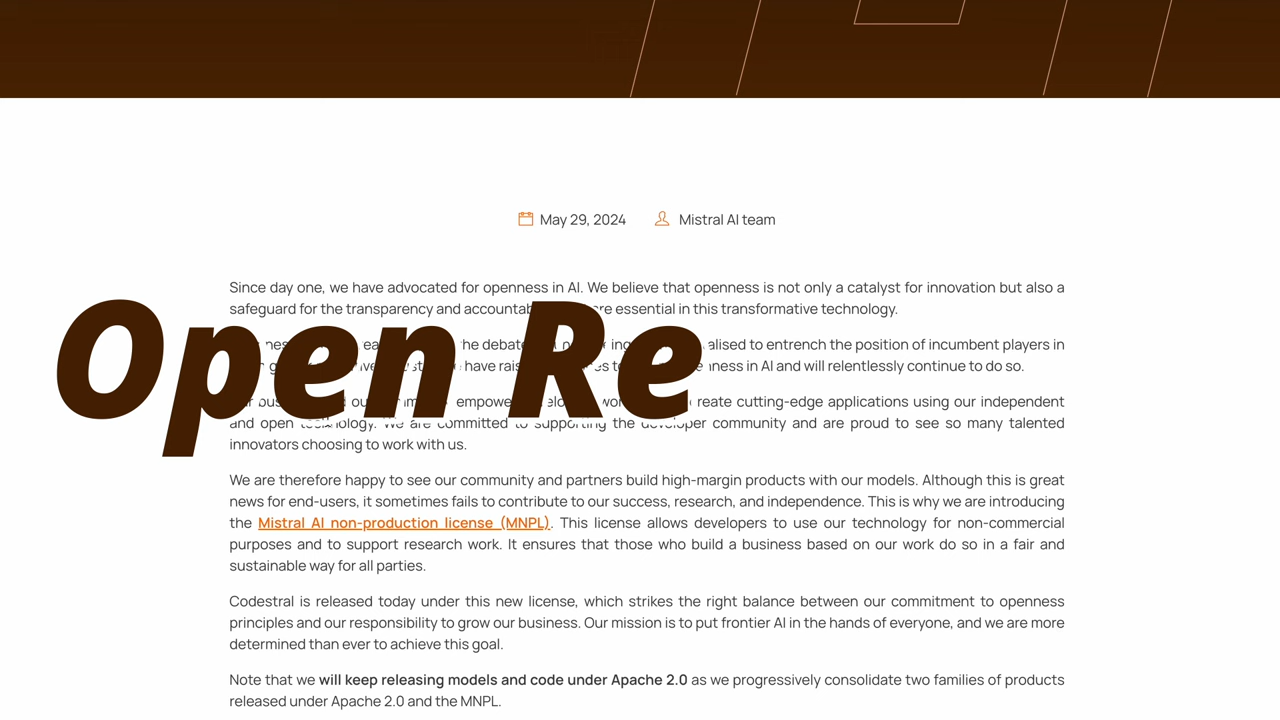 May 29, 2024 Mistral AI team
Since day one, we have advocated for openness in AI. We believe that openness is not only a catalyst for innovation but also a
safeguard for the transparency and essential in this transformative technology.
Open Re
the debate to entrench the position of incumbent players in
have in AI and will relentlessly continue to do so.
cutting-edge applications using our independent
and open We are committed to supporting the developer community and are proud to see so many talented
innovators choosing to work with us.
We are therefore happy to see our community and partners build high-margin products with our models. Although this is great
news for end-users, it sometimes fails to contribute to our success, research, and independence. This is why we are introducing
the Mistral AI non-production license (MNPL). This license allows developers to use our technology for non-commercial
purposes and to support research work. It ensures that those who build a business based on our work do so in a fair and
sustainable way for all parties.
Codestral is released today under this new license, which strikes the right balance between our commitment to openness
principles and our responsibility to grow our business. Our mission is to put frontier AI in the hands of everyone, and we are more
determined than ever to achieve this goal.
Note that we will keep releasing models and code under Apache 2.0 as we progressively consolidate two families of products
released under Apache 2.0 and the MNPL.